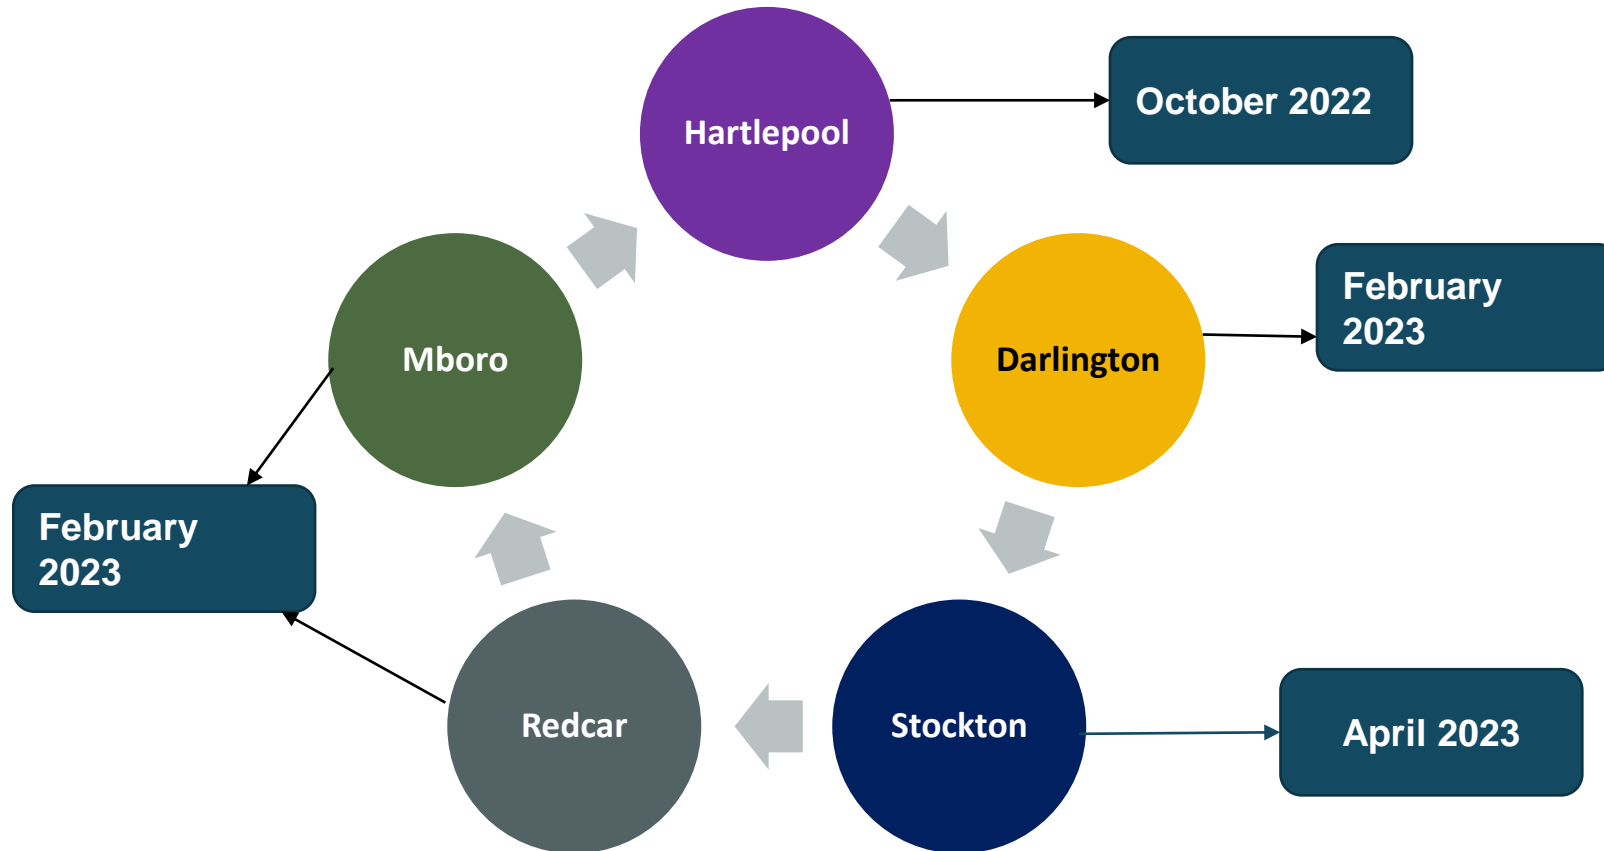 Hartlepool
October 2022
Darlington
February
2023
Mboro
February
2023
Redcar
Stockton
April 2023